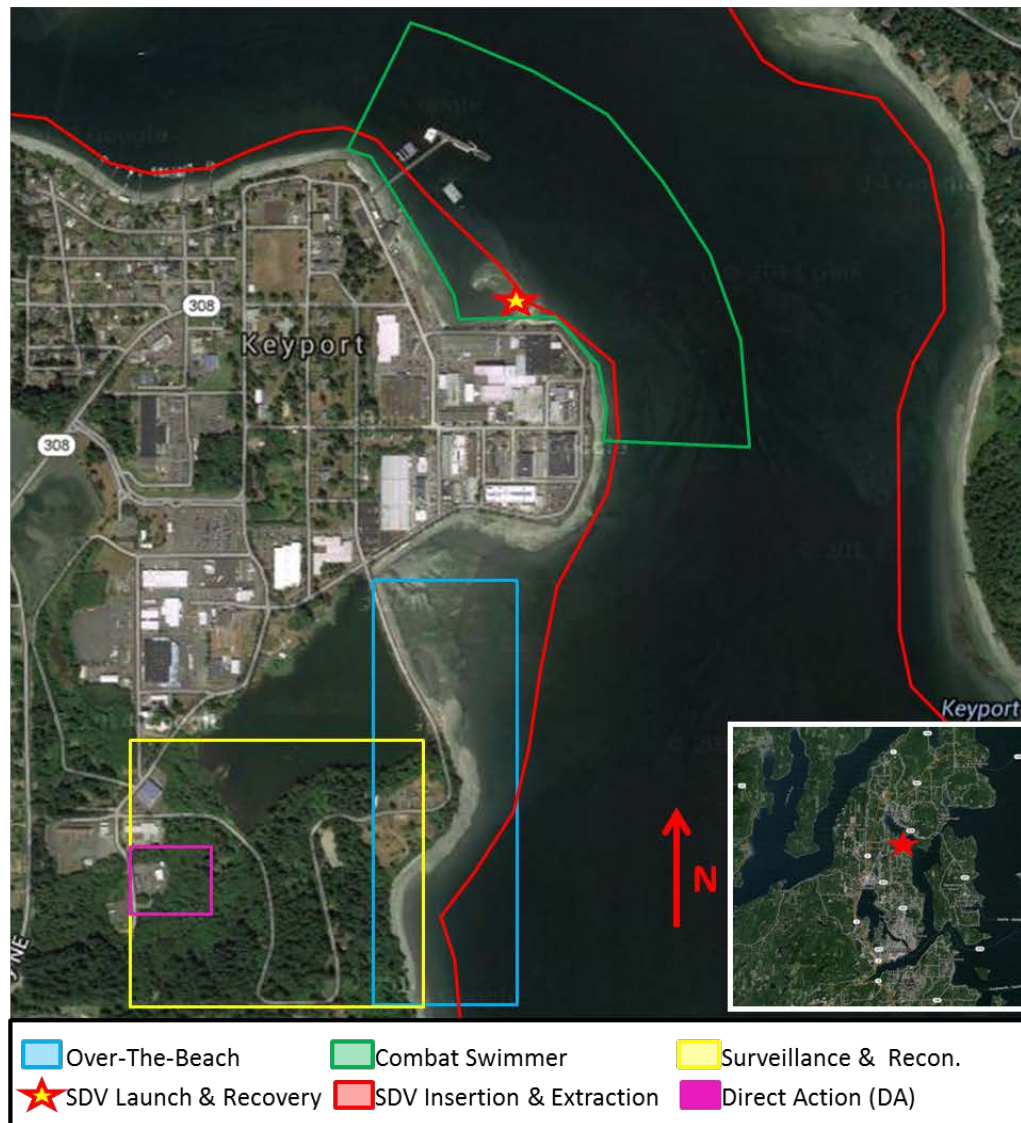 308
Keyport
308
Keyport
N
NE
Over-The-Beach
Combat Swimmer
Surveillance & Recon.
SDV Launch & Recovery
SDV Insertion & Extraction
Direct Action (DA)